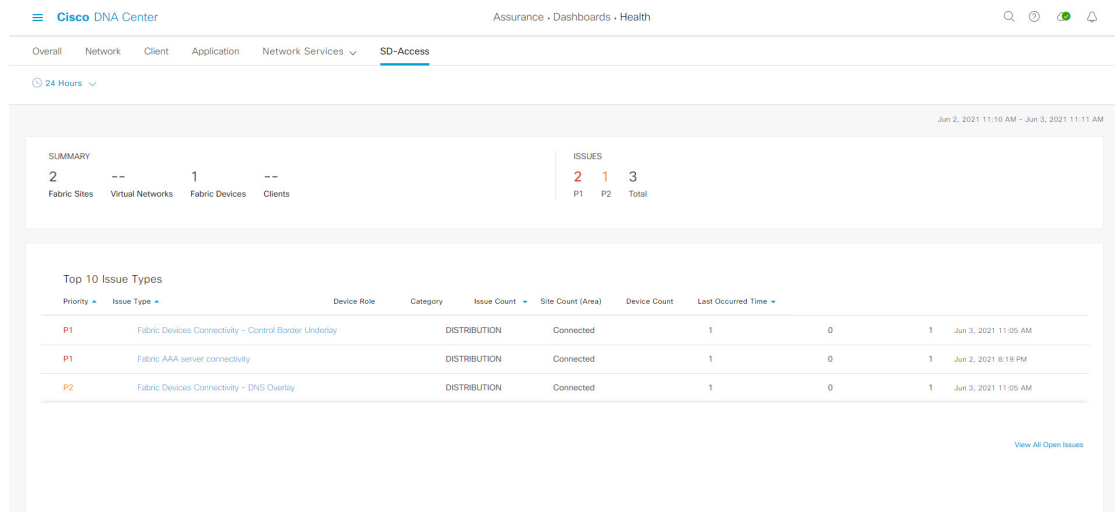 Cisco DNA Center
Assurance • Dashboards • Health
Overall Network Client Application Network Services SD-Access
24 Hours
Jun 2, 2021 11:10 AM - Jun 3, 2021 11:11 AM
SUMMARY ISSUES
2 -- 1 -- 2 1 3
Fabric Sites Virtual Networks Fabric Devices Clients P1 P2 Total
Top 10 Issue Types
Priority Issue Type Device Role Category Issue Count Site Count (Area) Device Count Last Occurred Time
P1 Fabric Devices Connectivity - Control Border Underlay DISTRIBUTION Connected 1 0 1 Jun 3, 2021 11:05 AM
P1 Fabric AAA server connectivity DISTRIBUTION Connected 1 0 1 Jun 2, 2021 8:19 PM
P2 Fabric Devices Connectivity - DNS Overlay DISTRIBUTION Connected 1 0 1 Jun 3, 2021 11:05 AM
View All Open Issues